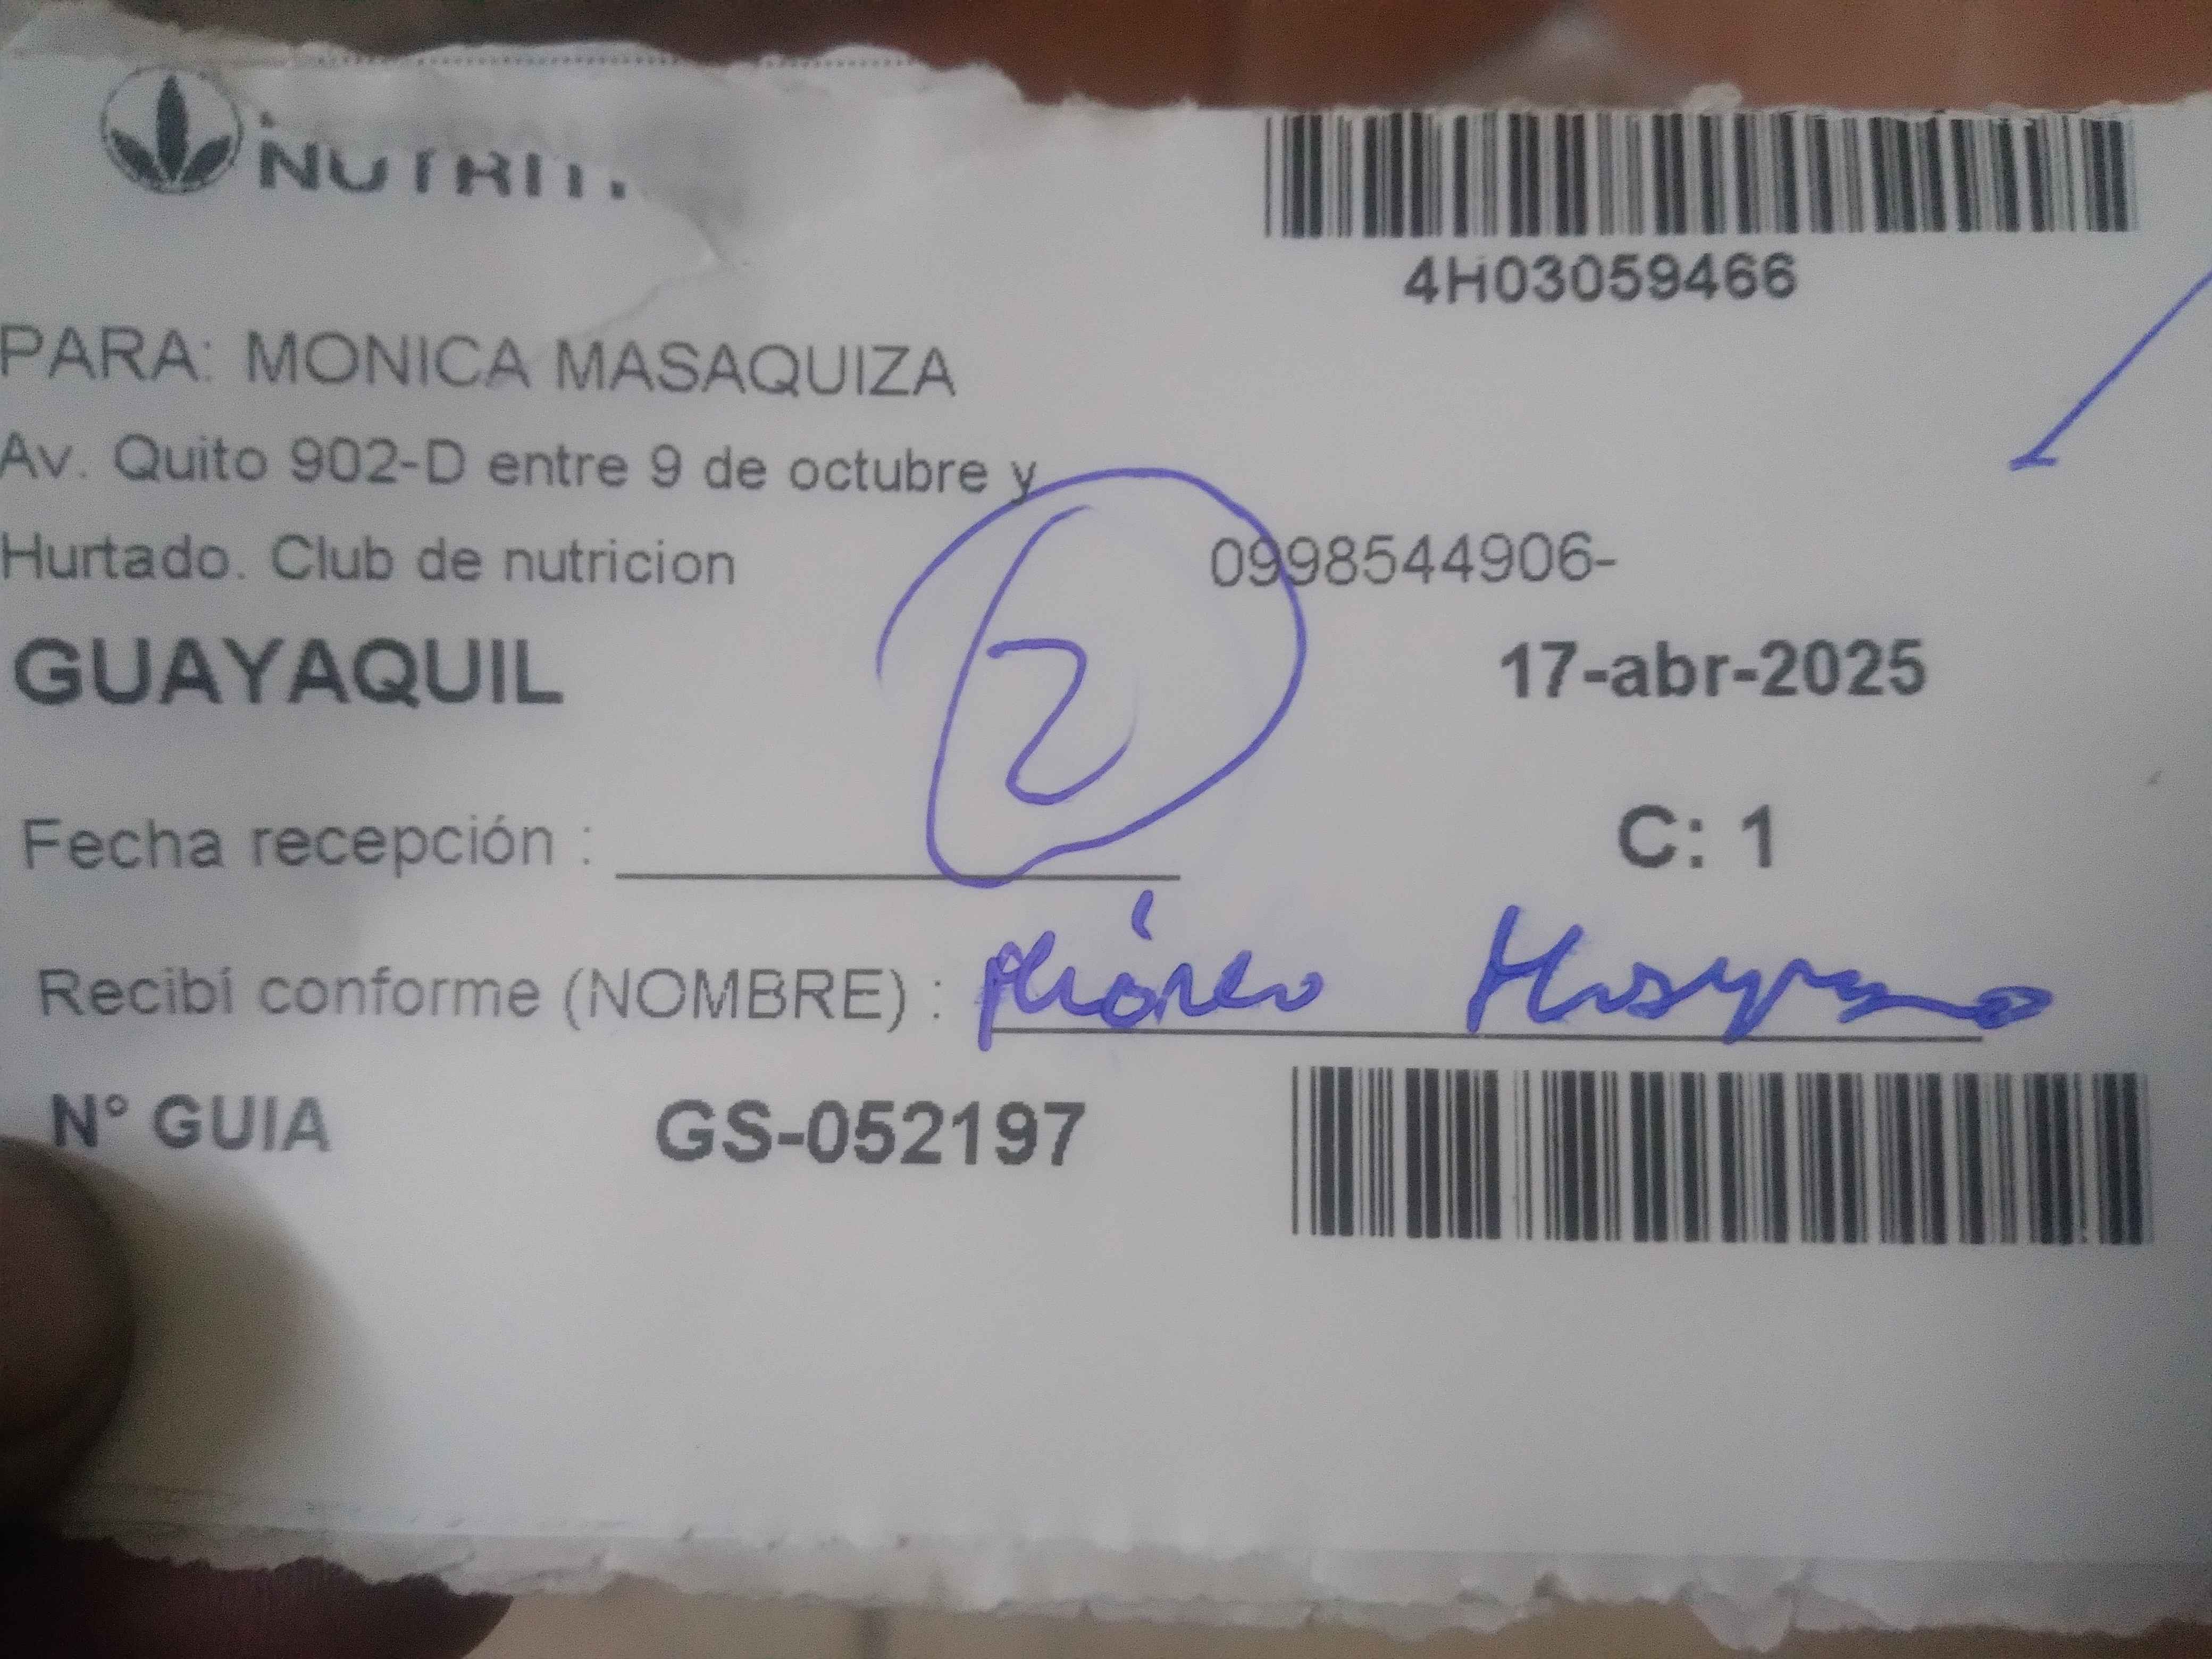 4H03059466
PARA: MONICA MASAQUIZA
Av. Quito 902-D entre 9 de octubre y
Hurtado. Club de nutricion 0998544906-
GUAYAQUIL 17-abr-2025
2
Fecha recepción : C: 1
Recibí conforme (NOMBRE) :
N° GUIA GS-052197